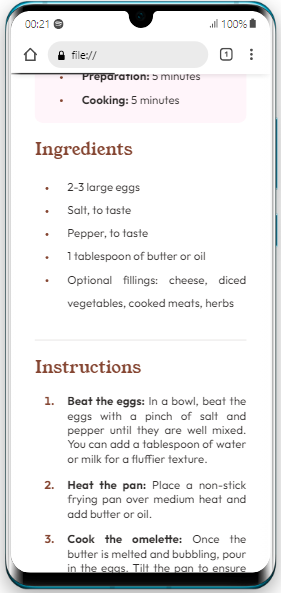 00:21 100%
file:// 1
Preparation: 5 minutes
• Cooking: 5 minutes
Ingredients
• 2-3 large eggs
• Salt, to taste
• Pepper, to taste
• 1 tablespoon of butter or oil
• Optional fillings: cheese, diced
vegetables, cooked meats, herbs
Instructions
1. Beat the eggs: In a bowl, beat the
eggs with a pinch of salt and
pepper until they are well mixed.
You can add a tablespoon of water
or milk for a fluffier texture.
2. Heat the pan: Place a non-stick
frying pan over medium heat and
add butter or oil.
3. Cook the omelette: Once the
butter is melted and bubbling, pour
in the eggs. Tilt the pan to ensure